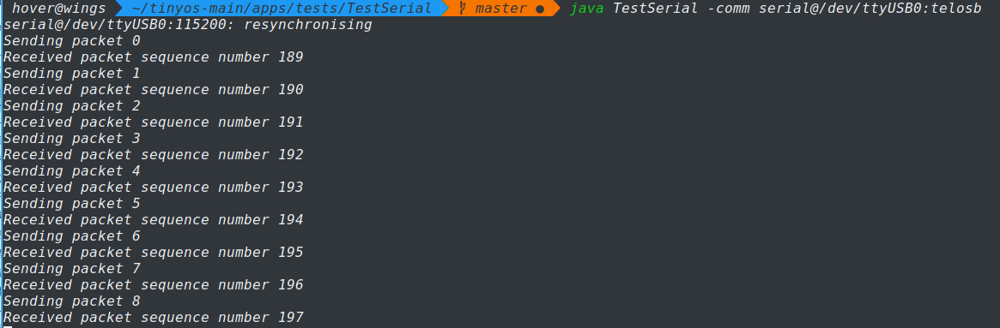 hover@wings ~/tinyos-main/apps/tests/TestSerial master ● java TestSerial -comm serial@/dev/ttyUSB0:telosb
serial@/dev/ttyUSB0:115200: resynchronising
Sending packet 0
Received packet sequence number 189
Sending packet 1
Received packet sequence number 190
Sending packet 2
Received packet sequence number 191
Sending packet 3
Received packet sequence number 192
Sending packet 4
Received packet sequence number 193
Sending packet 5
Received packet sequence number 194
Sending packet 6
Received packet sequence number 195
Sending packet 7
Received packet sequence number 196
Sending packet 8
Received packet sequence number 197